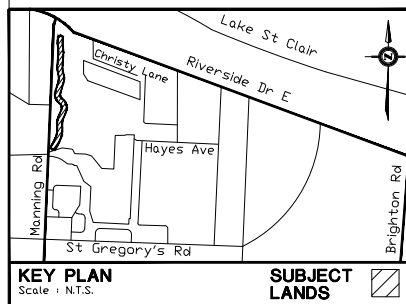 Lake St Clair
Christy Lane
Riverside Dr E
N
Hayes Ave
Manning Rd
Brighton Rd
St Gregory's Rd
KEY PLAN
Scale : N.T.S.
SUBJECT
LANDS